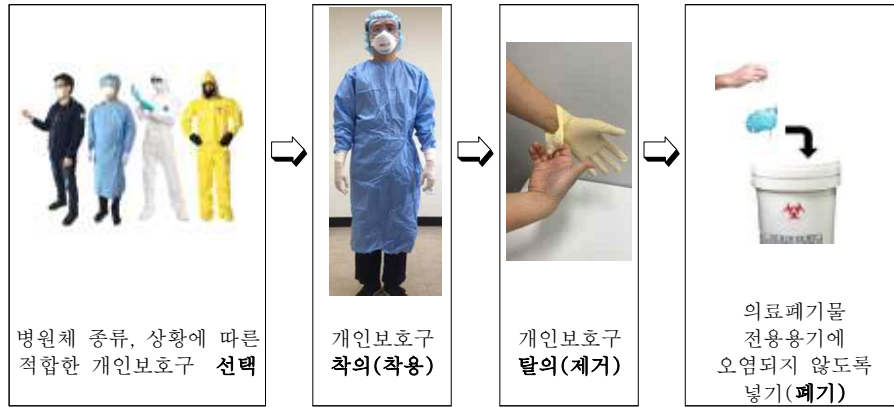 병원체 종류, 상황에 따른
적합한 개인보호구 선택
개인보호구
착의(착용)
개인보호구
탈의(제거)
의료폐기물
전용용기에
오염되지 않도록
넣기(폐기)